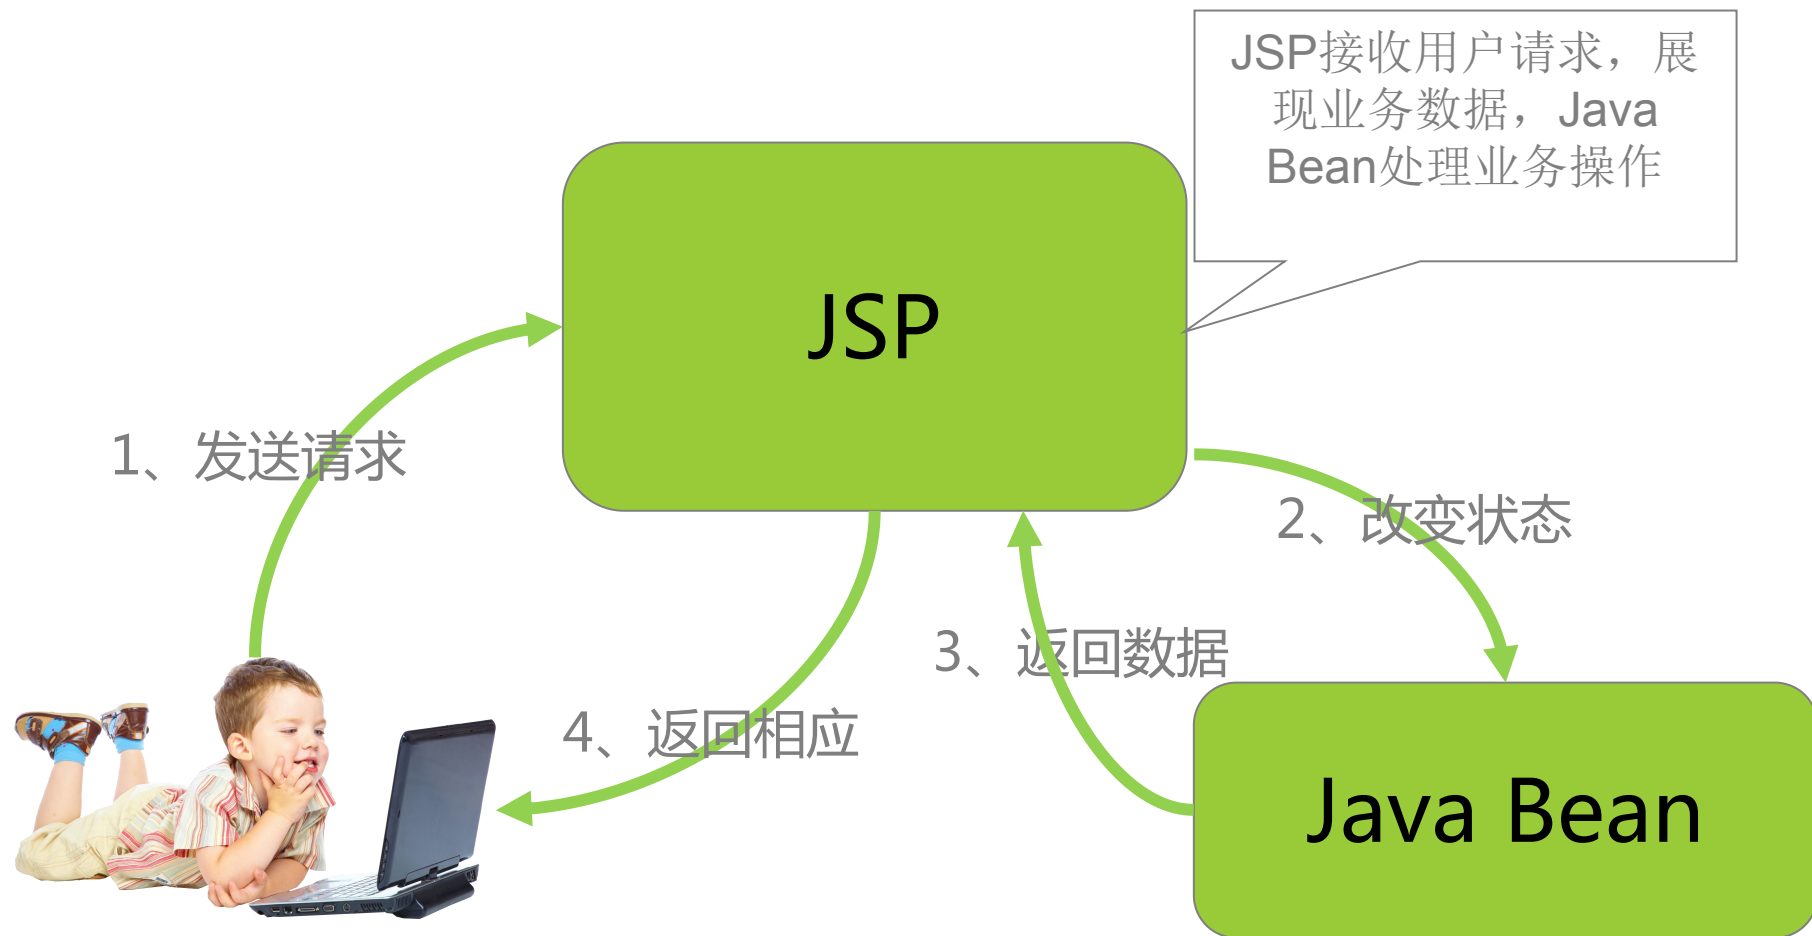 JSP接收用户请求，展
现业务数据，Java
Bean处理业务操作
JSP
1、发送请求
2、改变状态
3、返回数据
4、返回相应
Java Bean